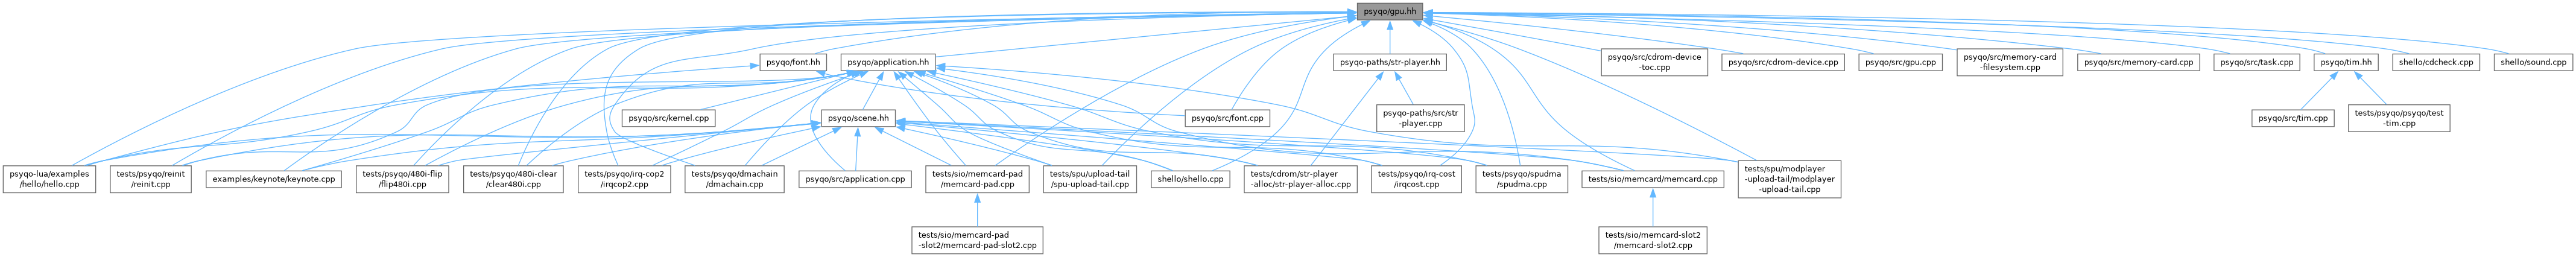 psyqo/gpu.hh
psyqo/font.hh
psyqo/application.hh
psyqo-paths/str-player.hh
psyqo/src/cdrom-device
-toc.cpp
psyqo/src/cdrom-device.cpp
psyqo/src/gpu.cpp
psyqo/src/memory-card
-filesystem.cpp
psyqo/src/memory-card.cpp
psyqo/src/task.cpp
psyqo/tim.hh
shello/cdcheck.cpp
shello/sound.cpp
psyqo/src/kernel.cpp
psyqo/scene.hh
psyqo/src/font.cpp
psyqo-paths/src/str
-player.cpp
psyqo/src/tim.cpp
tests/psyqo/psyqo/test
-tim.cpp
psyqo-lua/examples
/hello/hello.cpp
tests/psyqo/reinit
/reinit.cpp
examples/keynote/keynote.cpp
tests/psyqo/480i-flip
/flip480i.cpp
tests/psyqo/480i-clear
/clear480i.cpp
tests/psyqo/irq-cop2
/irqcop2.cpp
tests/psyqo/dmachain
/dmachain.cpp
psyqo/src/application.cpp
tests/sio/memcard-pad
/memcard-pad.cpp
tests/spu/upload-tail
/spu-upload-tail.cpp
shello/shello.cpp
tests/cdrom/str-player
-alloc/str-player-alloc.cpp
tests/psyqo/irq-cost
/irqcost.cpp
tests/psyqo/spudma
/spudma.cpp
tests/sio/memcard/memcard.cpp
tests/spu/modplayer
-upload-tail/modplayer
-upload-tail.cpp
tests/sio/memcard-pad
-slot2/memcard-pad-slot2.cpp
tests/sio/memcard-slot2
/memcard-slot2.cpp